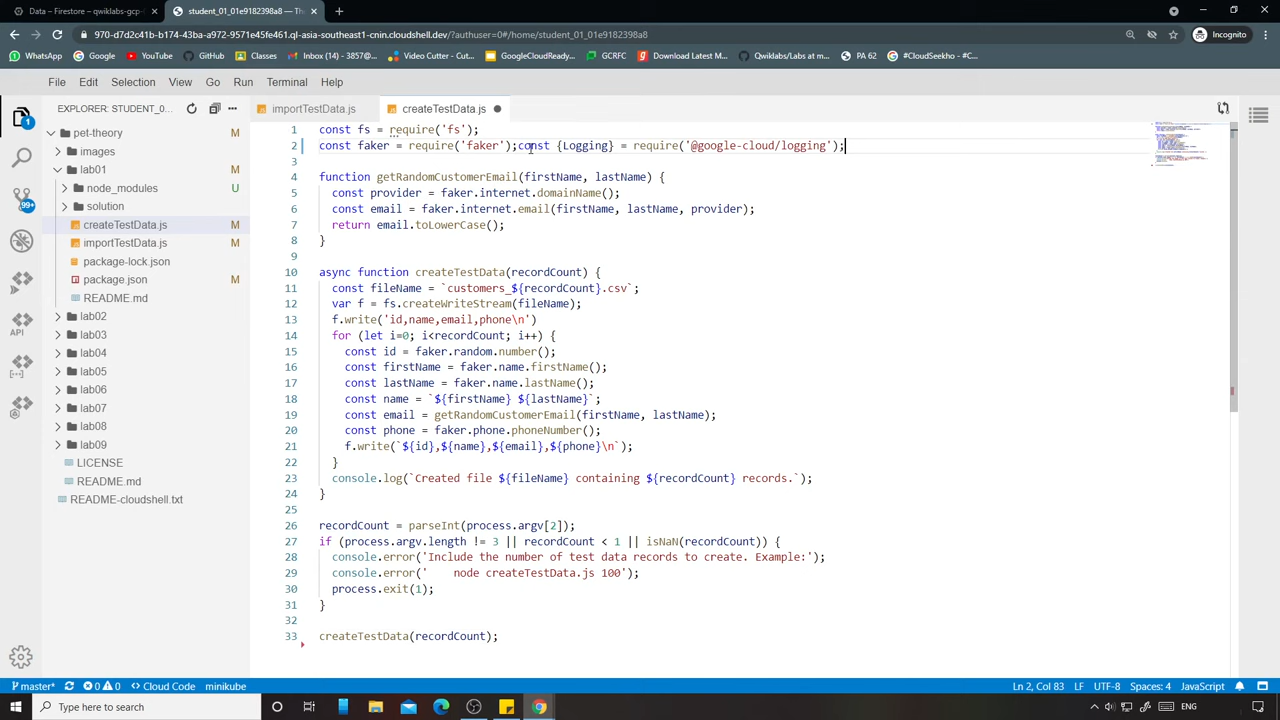 Data – Firestore – qwiklabs-gcp
student_01_01e9182398a8 – Th
970-d7d2c41b-b174-43ba-a972-9571e45fe461.ql-asia-southeast1-cnin.cloudshell.dev/?authuser=0#/home/student_01_01e9182398a8
Incognito
WhatsApp
Google
YouTube
Classes
Inbox (14) - 3857@...
Video Cutter - Cut...
GoogleCloudReady...
GCRFC
Download Latest M...
Qwiklabs/da at m...
PA 62
#CloudSeekho - C...
File Edit Selection View Go Run Terminal Help
EXPLORER: STUDENT_0...
importTestData.js
createTestData.js
pet-theory
images
lab01
node_modules U
solution
createTestData.js M
importTestData.js M
package-lock.json
package.json M
README.md
lab02
lab03
lab04
lab05
lab06
lab07
lab08
lab09
LICENSE
README.md
README-cloudshell.txt
99+
API
1 const fs = require('fs');
2 const faker = require('faker');const {Logging} = require('@google-cloud/logging');
3
4 function getRandomCustomerEmail(firstName, lastName) {
5 const provider = faker.internet.domainName();
6 const email = faker.internet.email(firstName, lastName, provider);
7 return email.toLowerCase();
8 }
9
10 async function createTestData(recordCount) {
11 const fileName = `customers_${recordCount}.csv`;
12 var f = fs.createWriteStream(fileName);
13 f.write('id,name,email,phone\n')
14 for (let i=0; i<recordCount; i++) {
15 const id = faker.random.number();
16 const firstName = faker.name.firstName();
17 const lastName = faker.name.lastName();
18 const name = `${firstName} ${lastName}`;
19 const email = getRandomCustomerEmail(firstName, lastName);
20 const phone = faker.phone.phoneNumber();
21 f.write(`${id},${name},${email},${phone}\n`);
22 }
23 console.log(`Created file ${fileName} containing ${recordCount} records.`);
24 }
25
26 recordCount = parseInt(process.argv[2]);
27 if (process.argv.length != 3 || recordCount < 1 || isNaN(recordCount)) {
28 console.error('Include the number of test data records to create. Example:');
29 console.error('    node createTestData.js 100');
30 process.exit(1);
31 }
32
33 createTestData(recordCount);
master* 0 0 Cloud Code minikube
Ln 2, Col 83 LF UTF-8 Spaces: 4 JavaScript
Type here to search